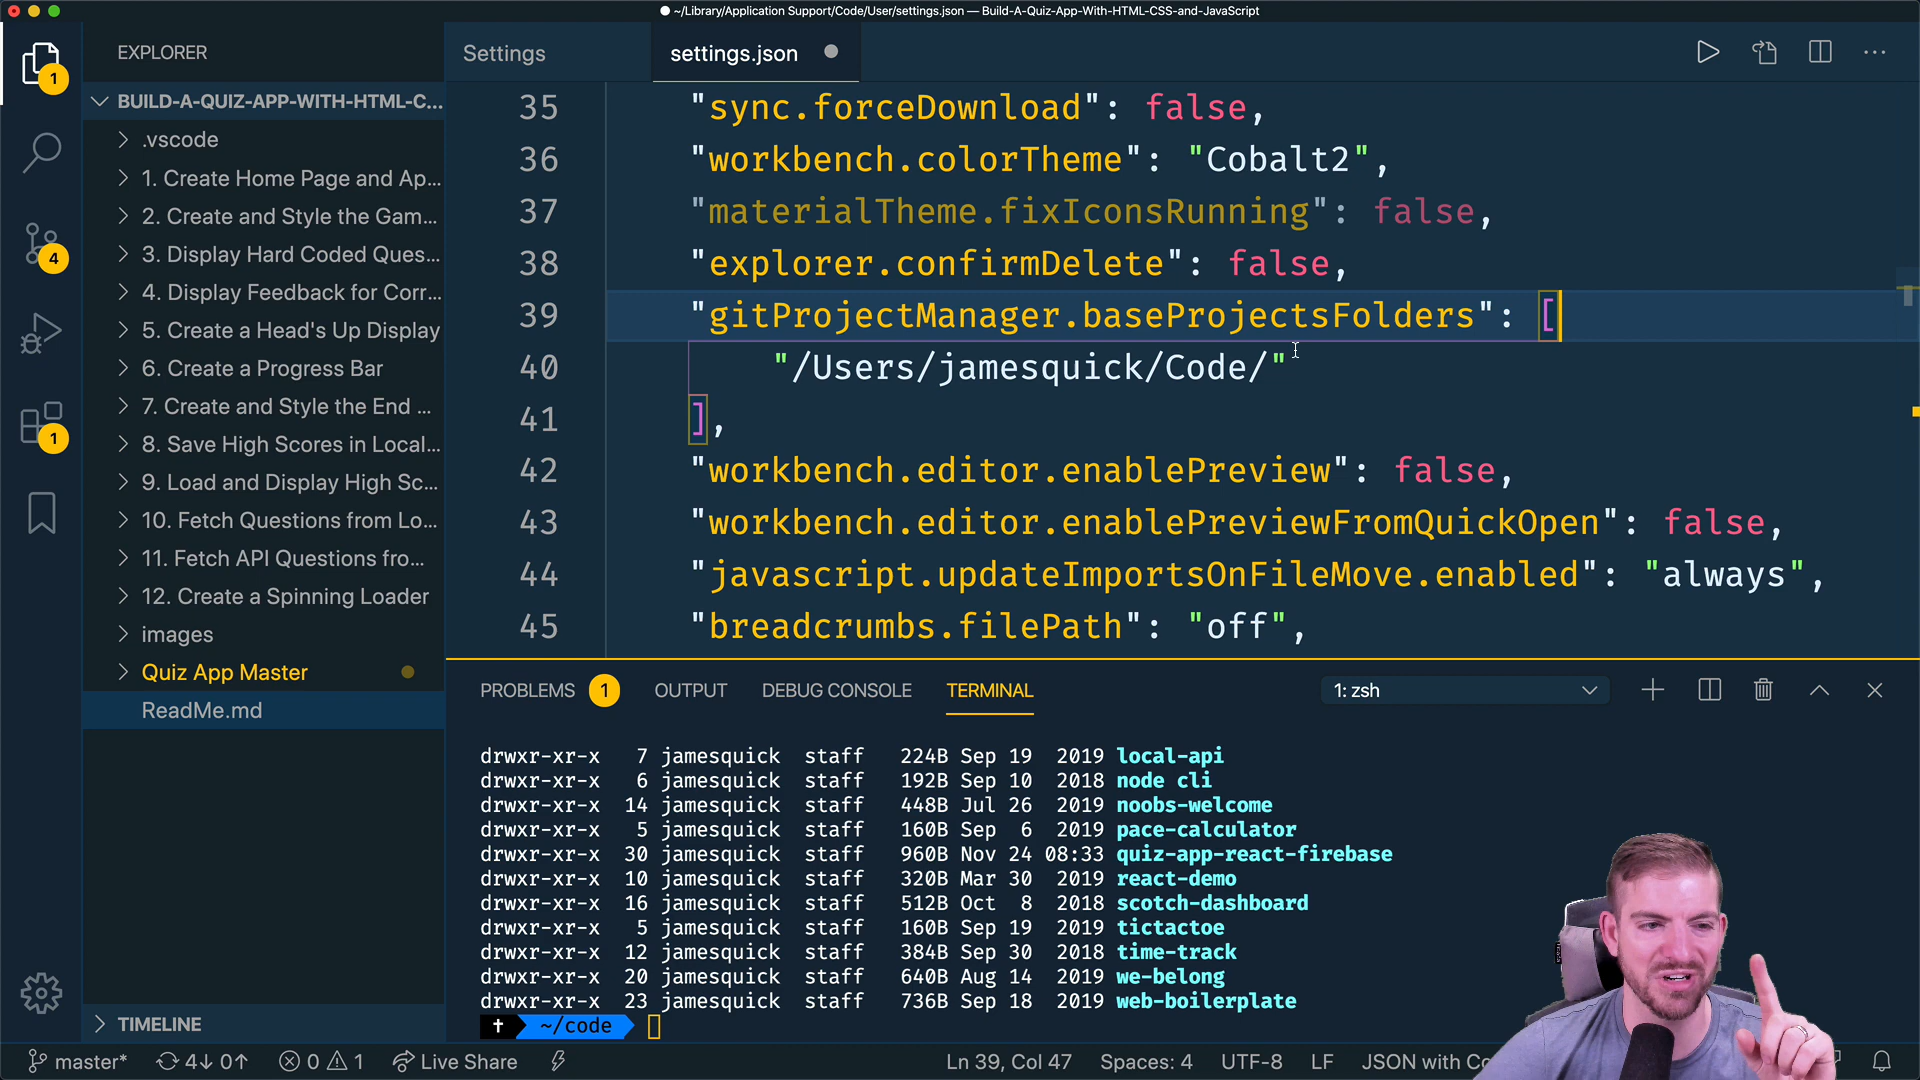 ~/Library/Application Support/Code/User/settings.json — Build-A-Quiz-App-With-HTML-CSS-and-JavaScript
EXPLORER
Settings
settings.json
1
4
1
BUILD-A-QUIZ-APP-WITH-HTML-C...
.vscode
1. Create Home Page and Ap...
2. Create and Style the Gam...
3. Display Hard Coded Ques...
4. Display Feedback for Corr...
5. Create a Head's Up Display
6. Create a Progress Bar
7. Create and Style the End ...
8. Save High Scores in Local...
9. Load and Display High Sc...
10. Fetch Questions from Lo...
11. Fetch API Questions fro...
12. Create a Spinning Loader
images
Quiz App Master
ReadMe.md
TIMELINE
35 "sync.forceDownload": false,
36 "workbench.colorTheme": "Cobalt2",
37 "materialTheme.fixIconsRunning": false,
38 "explorer.confirmDelete": false,
39 "gitProjectManager.baseProjectsFolders": [
40 "/Users/jamesquick/Code/"
41 ],
42 "workbench.editor.enablePreview": false,
43 "workbench.editor.enablePreviewFromQuickOpen": false,
44 "javascript.updateImportsOnFileMove.enabled": "always",
45 "breadcrumbs.filePath": "off",
PROBLEMS 1 OUTPUT DEBUG CONSOLE TERMINAL 1: zsh
drwxr-xr-x 7 jamesquick staff 224B Sep 19 2019 local-api
drwxr-xr-x 6 jamesquick staff 192B Sep 10 2018 node cli
drwxr-xr-x 14 jamesquick staff 448B Jul 26 2019 noobs-welcome
drwxr-xr-x 5 jamesquick staff 160B Sep 6 2019 pace-calculator
drwxr-xr-x 30 jamesquick staff 960B Nov 24 08:33 quiz-app-react-firebase
drwxr-xr-x 10 jamesquick staff 320B Mar 30 2019 react-demo
drwxr-xr-x 16 jamesquick staff 512B Oct 8 2018 scotch-dashboard
drwxr-xr-x 5 jamesquick staff 160B Sep 19 2019 tictactoe
drwxr-xr-x 12 jamesquick staff 384B Sep 30 2018 time-track
drwxr-xr-x 20 jamesquick staff 640B Aug 14 2019 we-belong
drwxr-xr-x 23 jamesquick staff 736B Sep 18 2019 web-boilerplate
~/code
master* 4↓ 0↑ 0 1 Live Share Ln 39, Col 47 Spaces: 4 UTF-8 LF JSON with Co